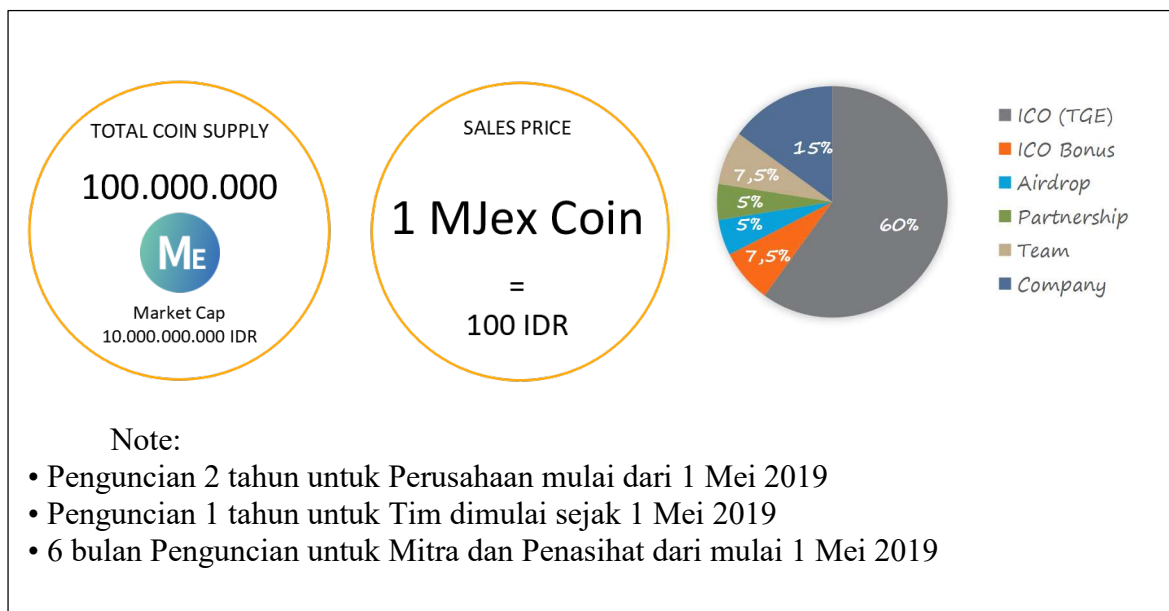 TOTAL COIN SUPPLY
100.000.000
ME
Market Cap
10.000.000.000 IDR
SALES PRICE
1 MJex Coin
=
100 IDR
15%
7,5%
5%
5%
7,5%
60%
ICO (TGE)
ICO Bonus
Airdrop
Partnership
Team
Company
Note:
• Penguncian 2 tahun untuk Perusahaan mulai dari 1 Mei 2019
• Penguncian 1 tahun untuk Tim dimulai sejak 1 Mei 2019
• 6 bulan Penguncian untuk Mitra dan Penasihat dari mulai 1 Mei 2019